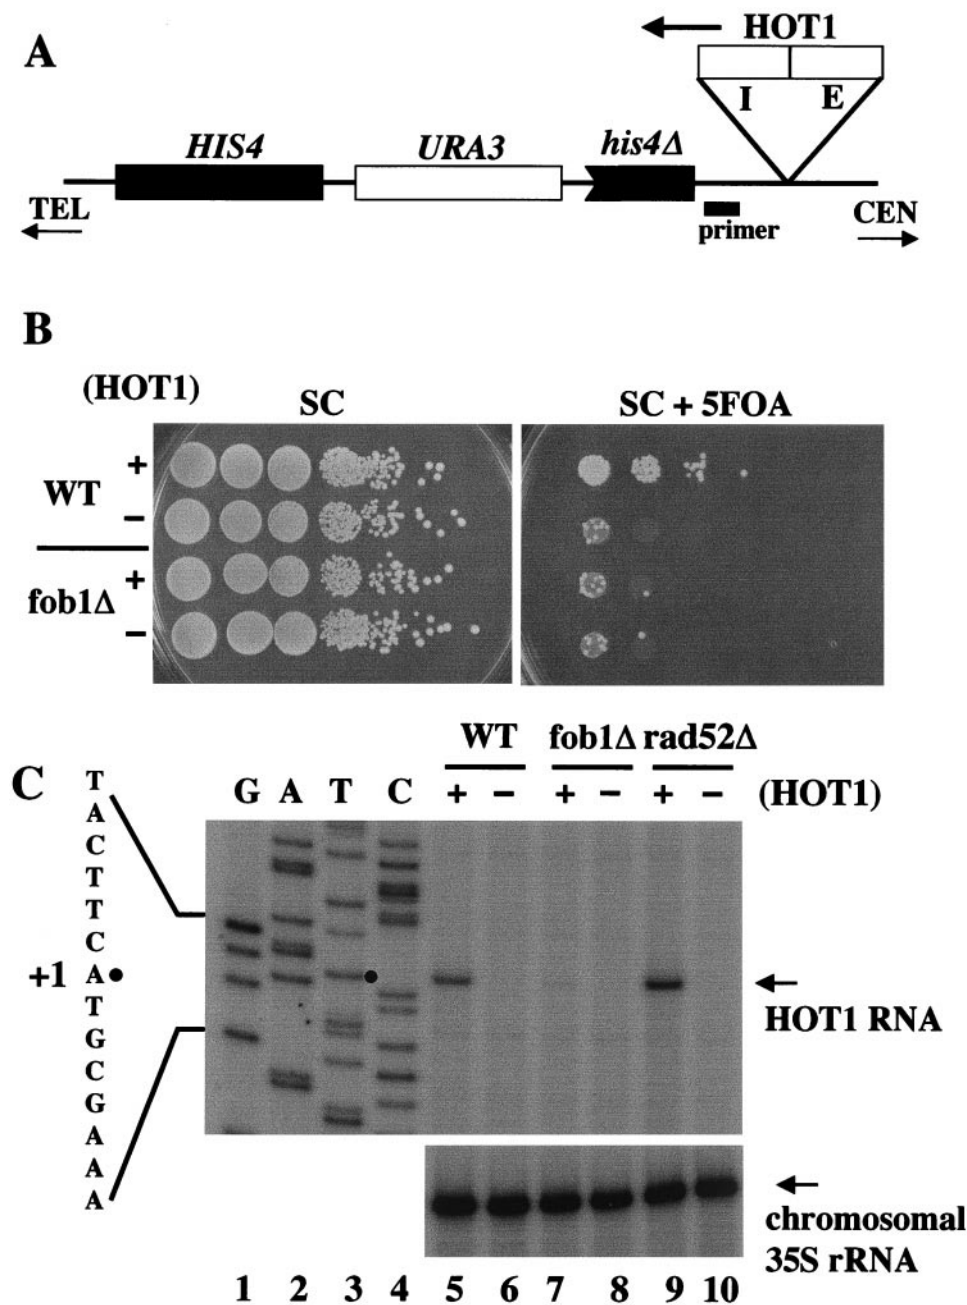 A
HOT1
I E
HIS4 URA3 his4Δ
TEL primer CEN
B
(HOT1) SC SC + 5FOA
+
WT
−
+
fob1Δ
−
C
WT fob1Δ rad52Δ
G A T C + − + − + − (HOT1)
T
A
C
T
T
C
+1 A
T
G
C
G
A
A
A
HOT1 RNA
chromosomal
35S rRNA
1 2 3 4 5 6 7 8 9 10